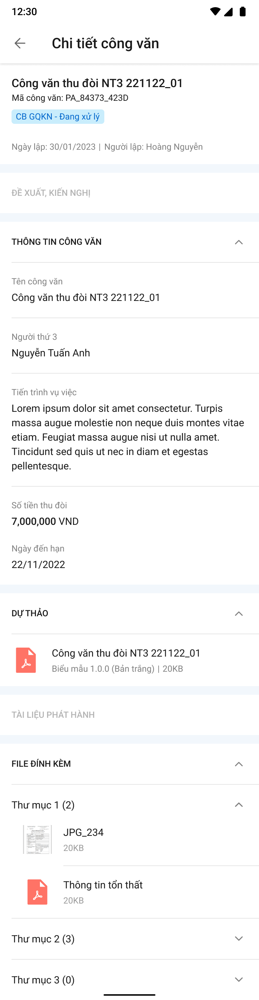 12:30
Chi tiết công văn
Công văn thu đòi NT3 221122_01
Mã công văn: PA_84373_423D
CB GQKN - Đang xử lý
Ngày lập: 30/01/2023 | Người lập: Hoàng Nguyễn
ĐỀ XUẤT, KIẾN NGHỊ
THÔNG TIN CÔNG VĂN
Tên công văn
Công văn thu đòi NT3 221122_01
Người thứ 3
Nguyễn Tuấn Anh
Tiến trình vụ việc
Lorem ipsum dolor sit amet consectetur. Turpis
massa augue molestie non neque duis montes vitae
etiam. Feugiat massa augue nisi ut nulla amet.
Tincidunt sed quis ut nec in diam et egestas
pellentesque.
Số tiền thu đòi
7,000,000 VND
Ngày đến hạn
22/11/2022
DỰ THẢO
Công văn thu đòi NT3 221122_01
Biểu mẫu 1.0.0 (Bản trắng) | 20KB
TÀI LIỆU PHÁT HÀNH
FILE ĐÍNH KÈM
Thư mục 1 (2)
JPG_234
20KB
Thông tin tổn thất
20KB
Thư mục 2 (3)
Thư mục 3 (0)